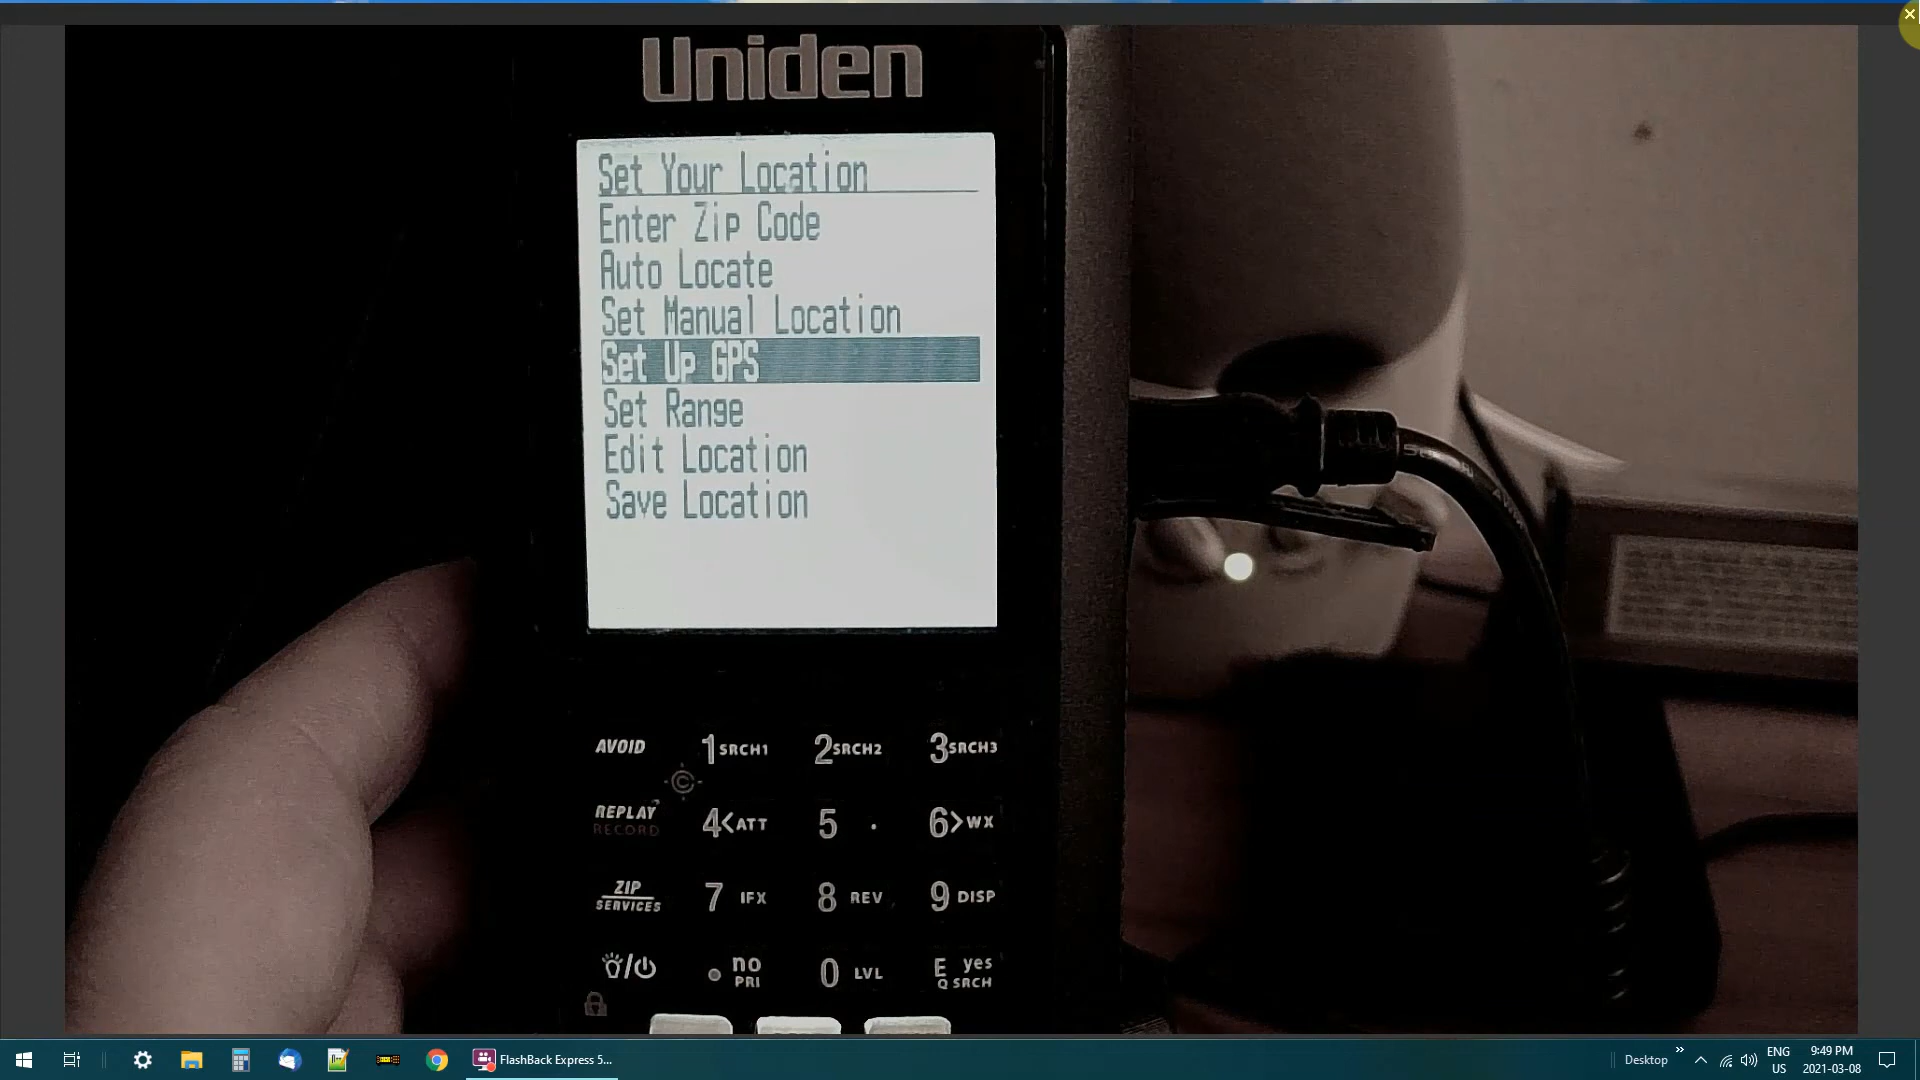 Uniden
Set Your Location
Enter Zip Code
Auto Locate
Set Manual Location
Set Up GPS
Set Range
Edit Location
Save Location
AVOID 1 SRCH1 2 SRCH2 3 SRCH3
REPLAY 4 < ATT 5 . 6 > WX
RECORD
ZIP 7 IFX 8 REV 9 DISP
SERVICES
no 0 LVL E yes
PRI Q SRCH
FlashBack Express 5... Desktop » ENG 9:49 PM
US 2021-03-08